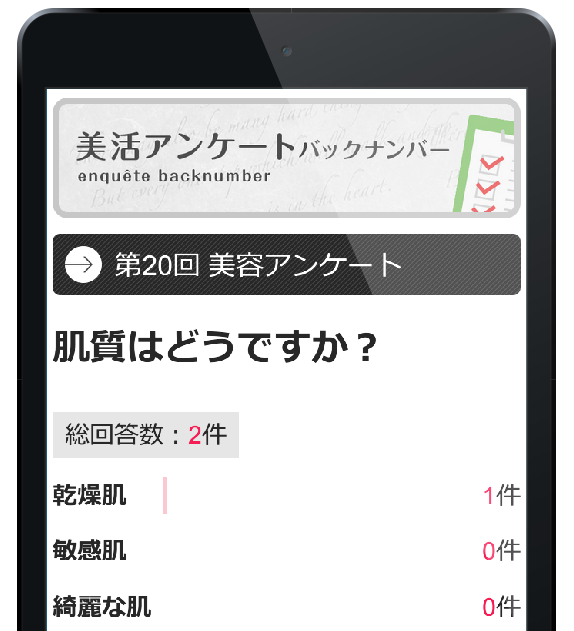 美活アンケートバックナンバー
enquête backnumber
第20回 美容アンケート
肌質はどうですか？
総回答数：2件
乾燥肌 1件
敏感肌 0件
綺麗な肌 0件